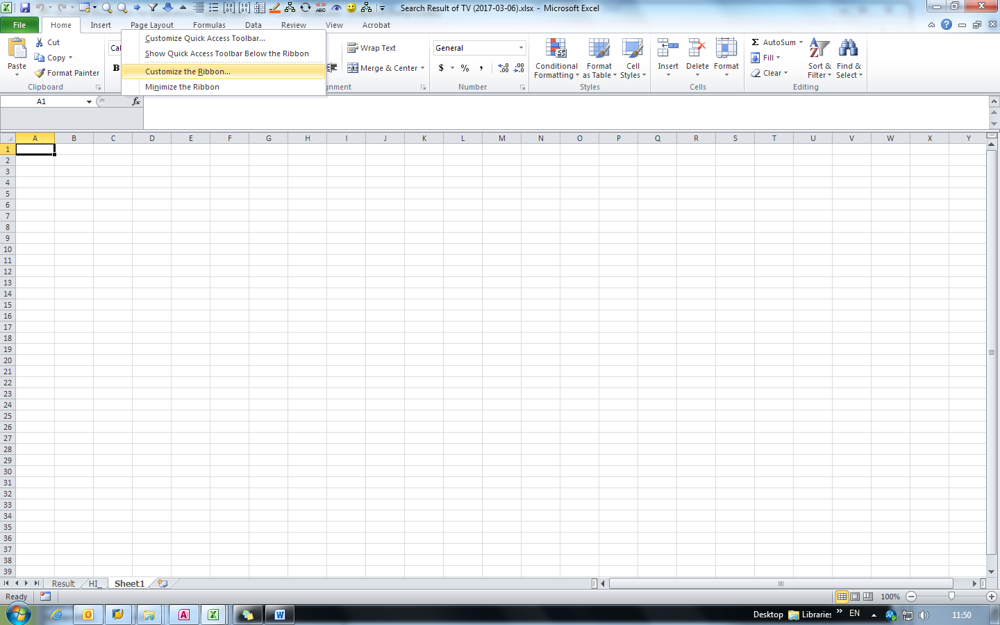 Search Result of TV (2017-03-06).xlsx - Microsoft Excel
File Home Insert Page Layout Formulas Data Review View Acrobat
Customize Quick Access Toolbar...
Show Quick Access Toolbar Below the Ribbon
Customize the Ribbon...
Minimize the Ribbon
Paste
Cut
Copy
Format Painter
Clipboard
Cal
B
Wrap Text
Merge & Center
gnment
General
$ % , .00 .00
Number
Conditional Formatting
Format as Table
Cell Styles
Styles
Insert Delete Format
Cells
Σ AutoSum
Fill
Clear
Sort & Filter
Find & Select
Editing
A1 fx
A B C D E F G H I J K L M N O P Q R S T U V W X Y
1
2
3
4
5
6
7
8
9
10
11
12
13
14
15
16
17
18
19
20
21
22
23
24
25
26
27
28
29
30
31
32
33
34
35
36
37
38
39
Result HI_ Sheet1
Ready 100%
Desktop Libraries » EN 11:50